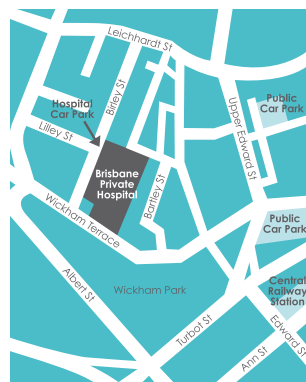 Leichhardt St
Birley St
Hospital
Car Park
Public
Car Park
Upper Edward St
Lilley St
Brisbane
Private
Hospital
Bartley St
Wickham Terrace
Public
Car Park
Albert St
Wickham Park
Central
Railway
Station
Turbot St
Edward St
Ann St